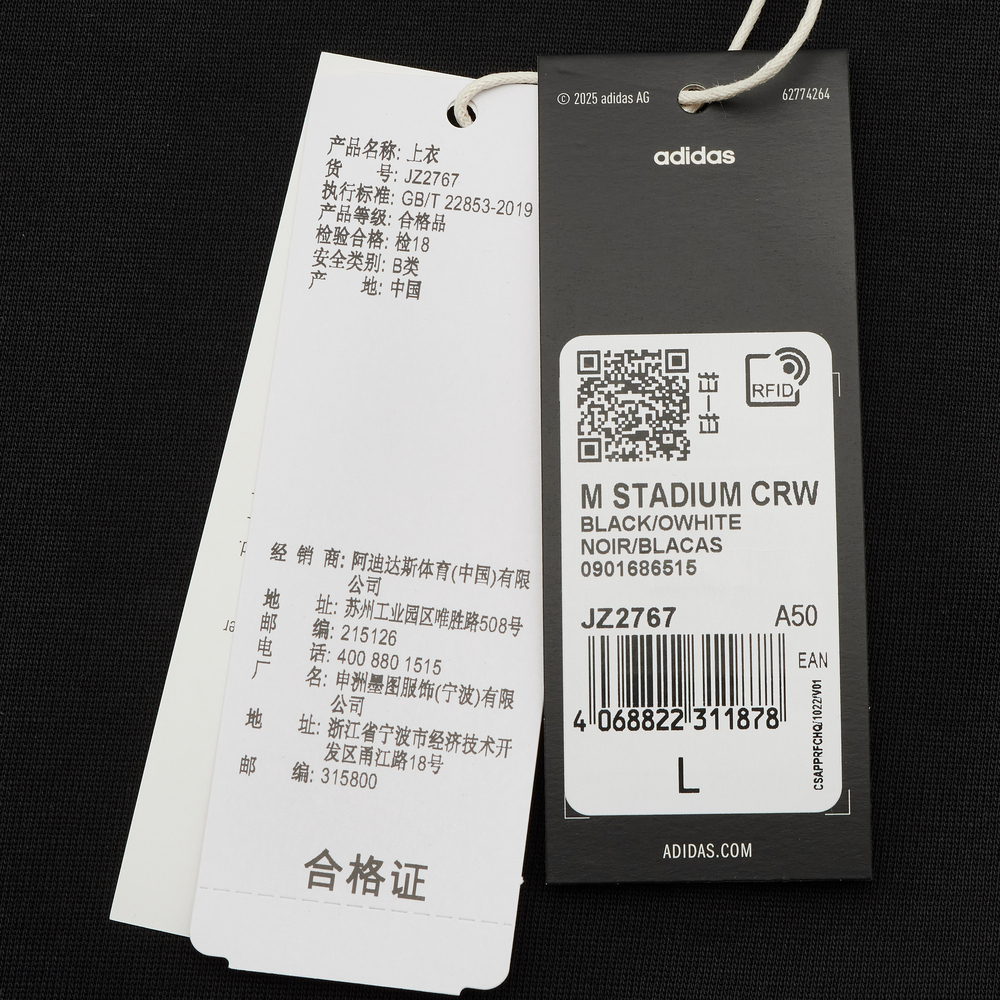 产品名称: 上衣
货 号: JZ2767
执行标准: GB/T 22853-2019
产品等级: 合格品
检验合格: 检18
安全类别: B类
产 地: 中国
经 销 商: 阿迪达斯体育(中国)有限
公司
地 址: 苏州工业园区唯胜路508号
邮 编: 215126
电 话: 400 880 1515
厂 名: 申洲墨图服饰(宁波)有限
公司
地 址: 浙江省宁波市经济技术开
发区甬江路18号
邮 编: 315800
合格证
© 2025 adidas AG
62774264
adidas
RFID
M STADIUM CRW
BLACK/OWHITE
NOIR/BLACAS
0901686515
JZ2767 A50
EAN
4 068822 311878
CSAPPRFCHQ/1022/V01
L
ADIDAS.COM